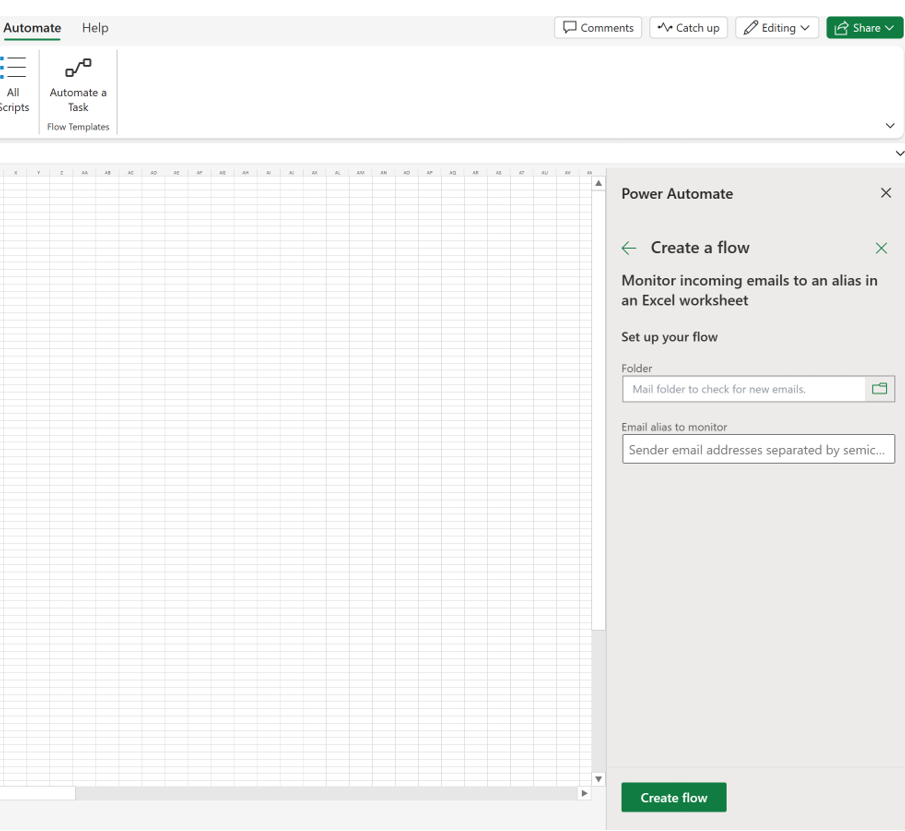 Automate Help Comments Catch up Editing Share
All Scripts
Automate a Task
Flow Templates
X Y Z AA AB AC AD AE AF AG AH AI AJ AK AL AM AN AO AP AQ AR AS AT AU AV
Power Automate
Create a flow
Monitor incoming emails to an alias in
an Excel worksheet
Set up your flow
Folder
Mail folder to check for new emails.
Email alias to monitor
Sender email addresses separated by semic...
Create flow